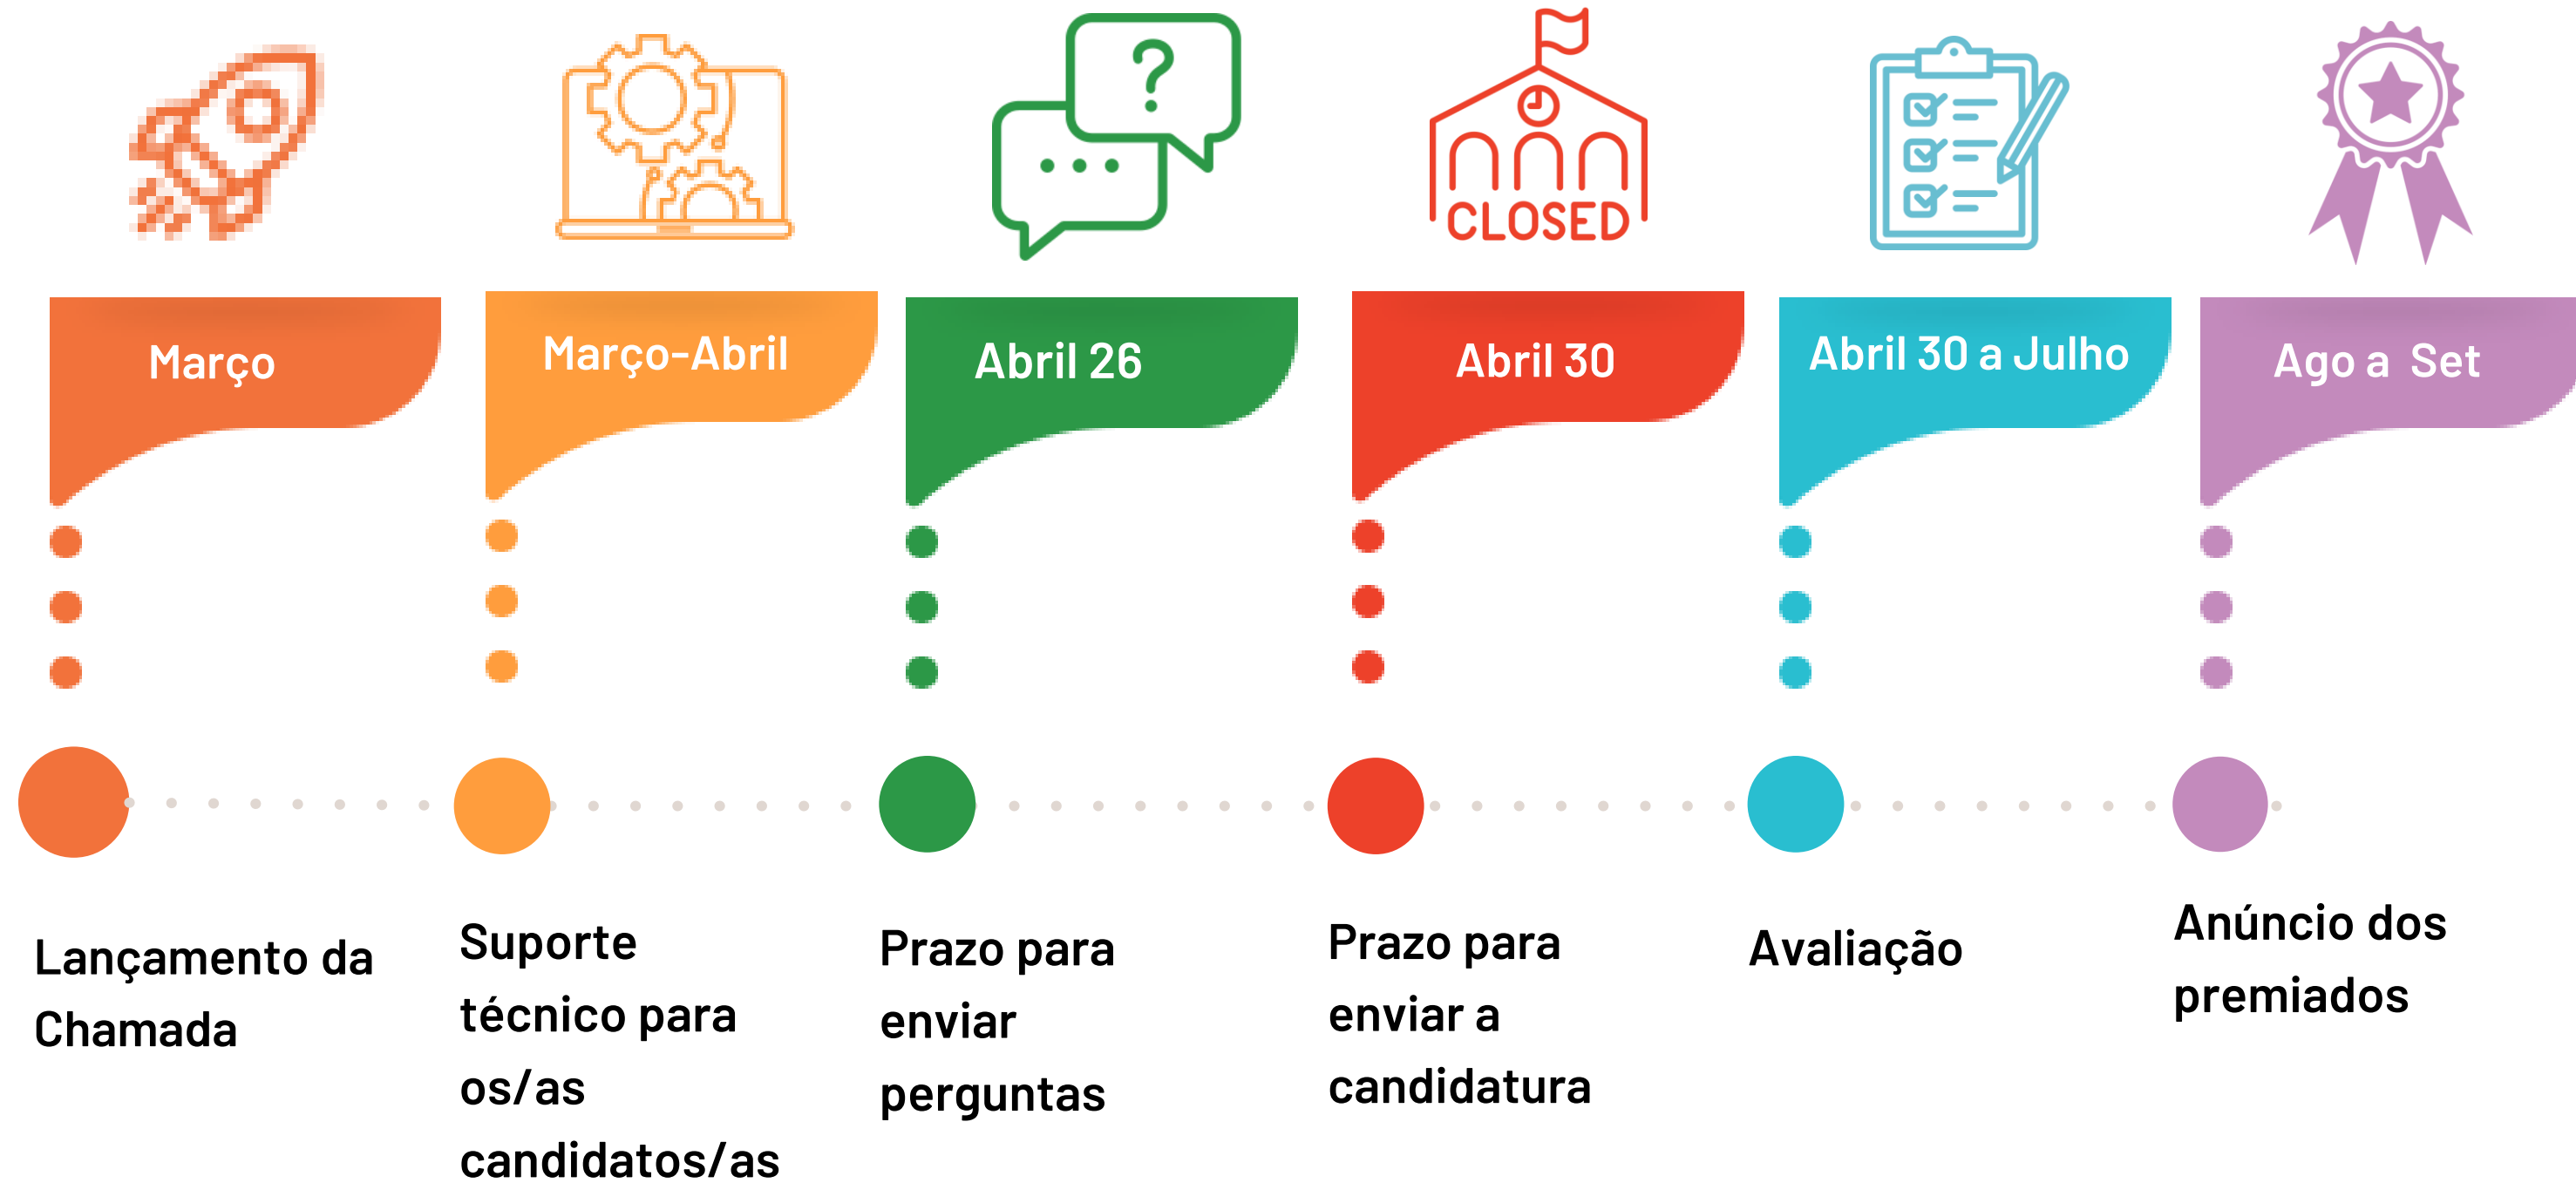 CLOSED
Março
Março-Abril
Abril 26
Abril 30
Abril 30 a Julho
Ago a Set
Lançamento da
Chamada
Suporte
técnico para
os/as
candidatos/as
Prazo para
enviar
perguntas
Prazo para
enviar a
candidatura
Avaliação
Anúncio dos
premiados